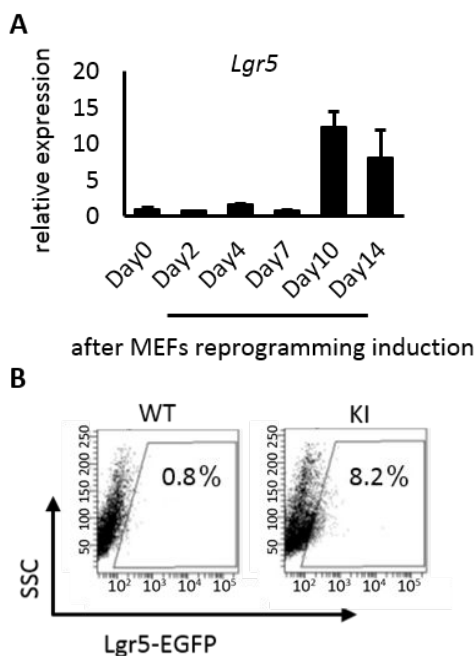 A
Lgr5
relative expression
20
15
10
5
0
Day0 Day2 Day4 Day7 Day10 Day14
after MEFs reprogramming induction
B
WT KI
250
200
150
100
50
0.8%
10² 10³ 10⁴ 10⁵
250
200
150
100
50
8.2%
10² 10³ 10⁴ 10⁵
SSC
Lgr5-EGFP